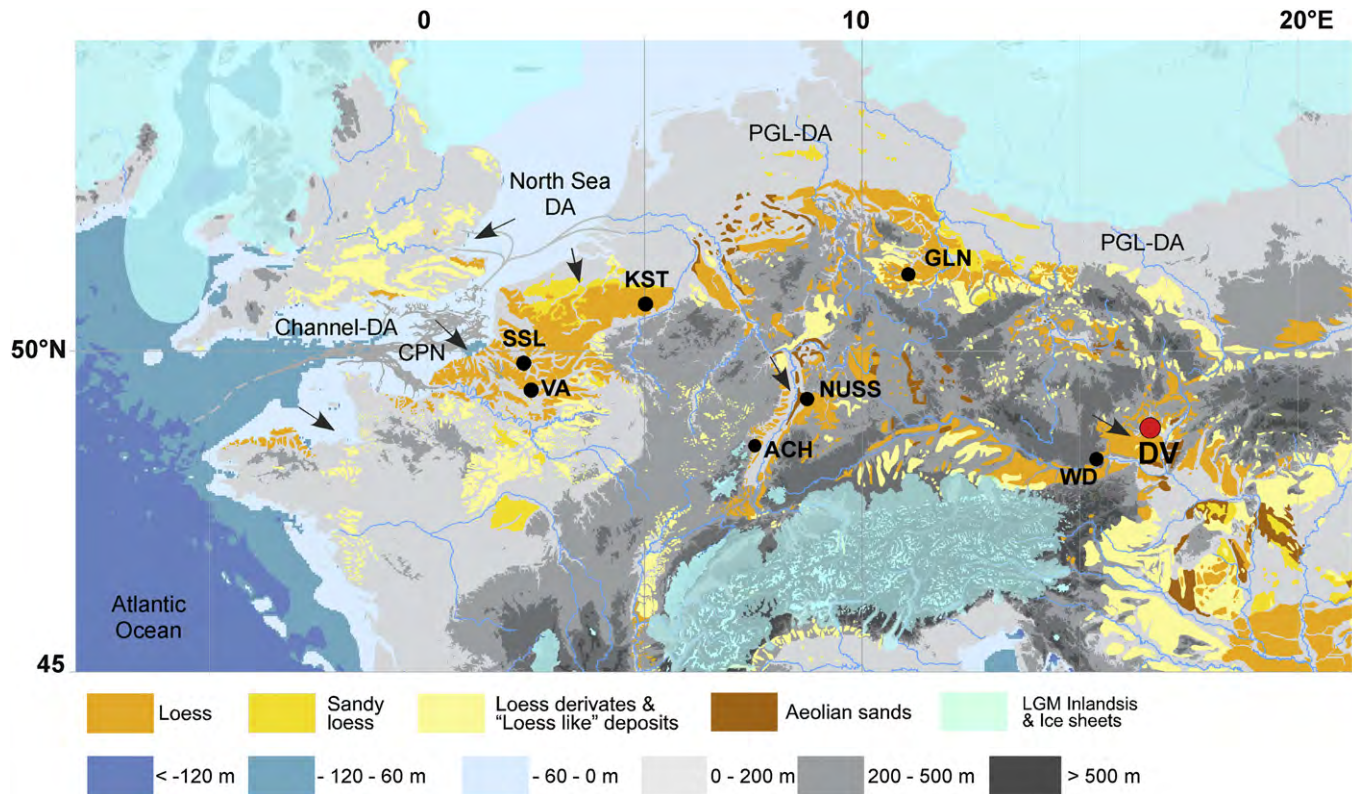 0 10 20°E
PGL-DA
North Sea
DA
PGL-DA
GLN
KST
Channel-DA
50°N
SSL
CPN
VA
NUSS
DV
ACH
WD
Atlantic
Ocean
45
Loess
Sandy
loess
Loess derivates &
“Loess like” deposits
Aeolian sands
LGM Inlandsis
& Ice sheets
< -120 m
- 120 - 60 m
- 60 - 0 m
0 - 200 m
200 - 500 m
> 500 m